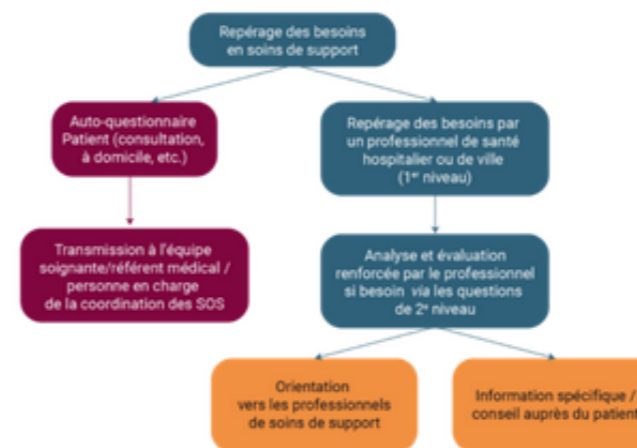 Repérage des besoins
en soins de support
Auto-questionnaire
Patient (consultation,
à domicile, etc.)
Repérage des besoins par
un professionnel de santé
hospitalier ou de ville
(1er niveau)
Transmission à l'équipe
soignante/référent médical /
personne en charge
de la coordination des SOS
Analyse et évaluation
renforcée par le professionnel
si besoin via les questions
de 2e niveau
Orientation
vers les professionnels
de soins de support
Information spécifique /
conseil auprès du patient